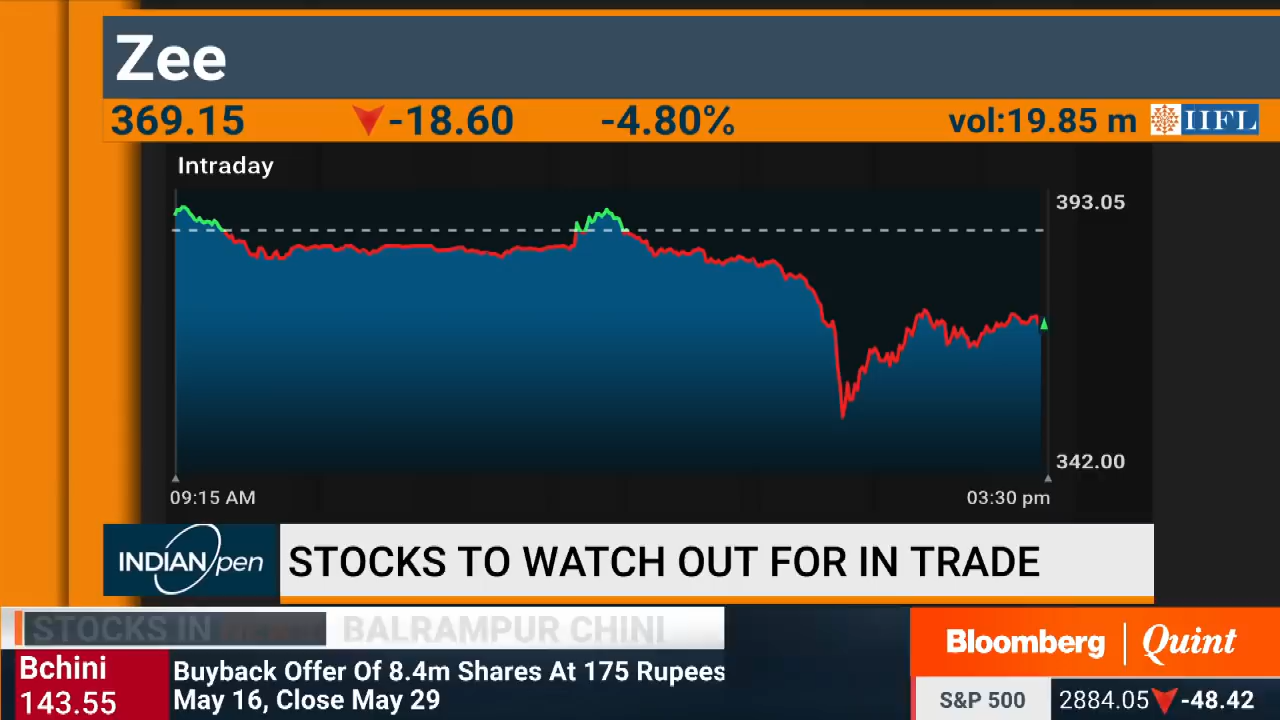 Zee
369.15 -18.60 -4.80% vol:19.85 m IIFL
Intraday
393.05
342.00
09:15 AM 03:30 pm
INDIAN pen STOCKS TO WATCH OUT FOR IN TRADE
STOCKS IN BALRAMPUR CHINI
Bchini
143.55
Buyback Offer Of 8.4m Shares At 175 Rupees
May 16, Close May 29
Bloomberg | Quint
S&P 500 2884.05 -48.42